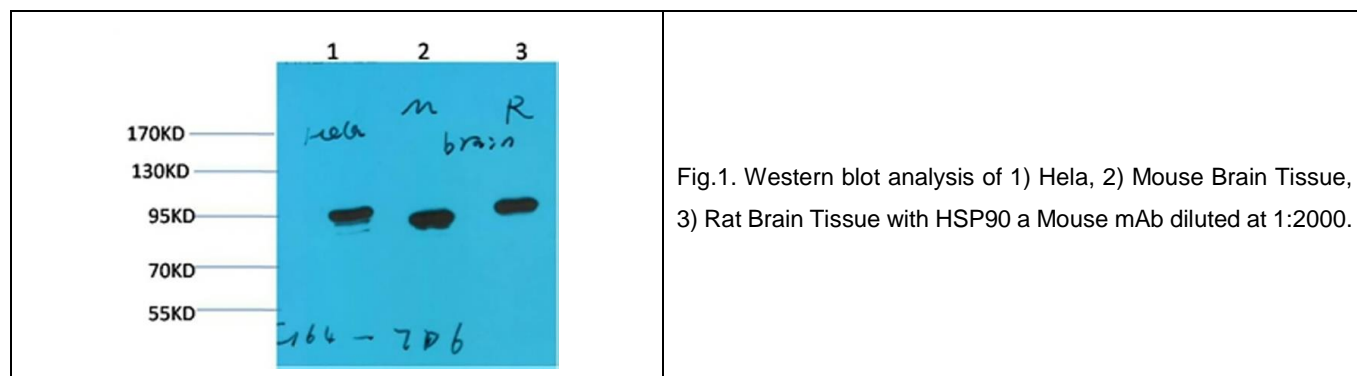 1 2 3
M R
Hela
brain
170KD
130KD
95KD
70KD
55KD
Fig.1. Western blot analysis of 1) Hela, 2) Mouse Brain Tissue,
3) Rat Brain Tissue with HSP90 a Mouse mAb diluted at 1:2000.